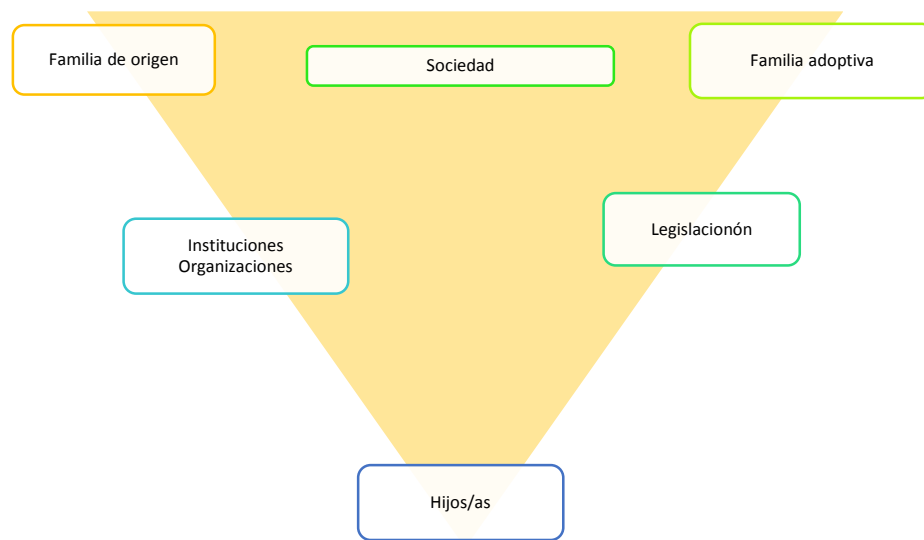 Familia de origen
Sociedad
Familia adoptiva
Instituciones
Organizaciones
Legislacionón
Hijos/as